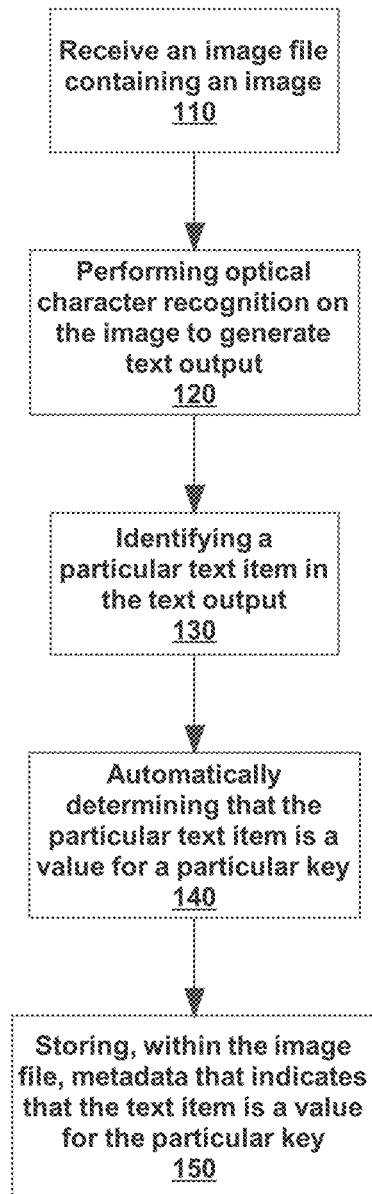 Receive an image file
containing an image
110
Performing optical
character recognition on
the image to generate
text output
120
Identifying a
particular text item in
the text output
130
Automatically
determining that the
particular text item is a
value for a particular key
140
Storing, within the image
file, metadata that indicates
that the text item is a value
for the particular key
150